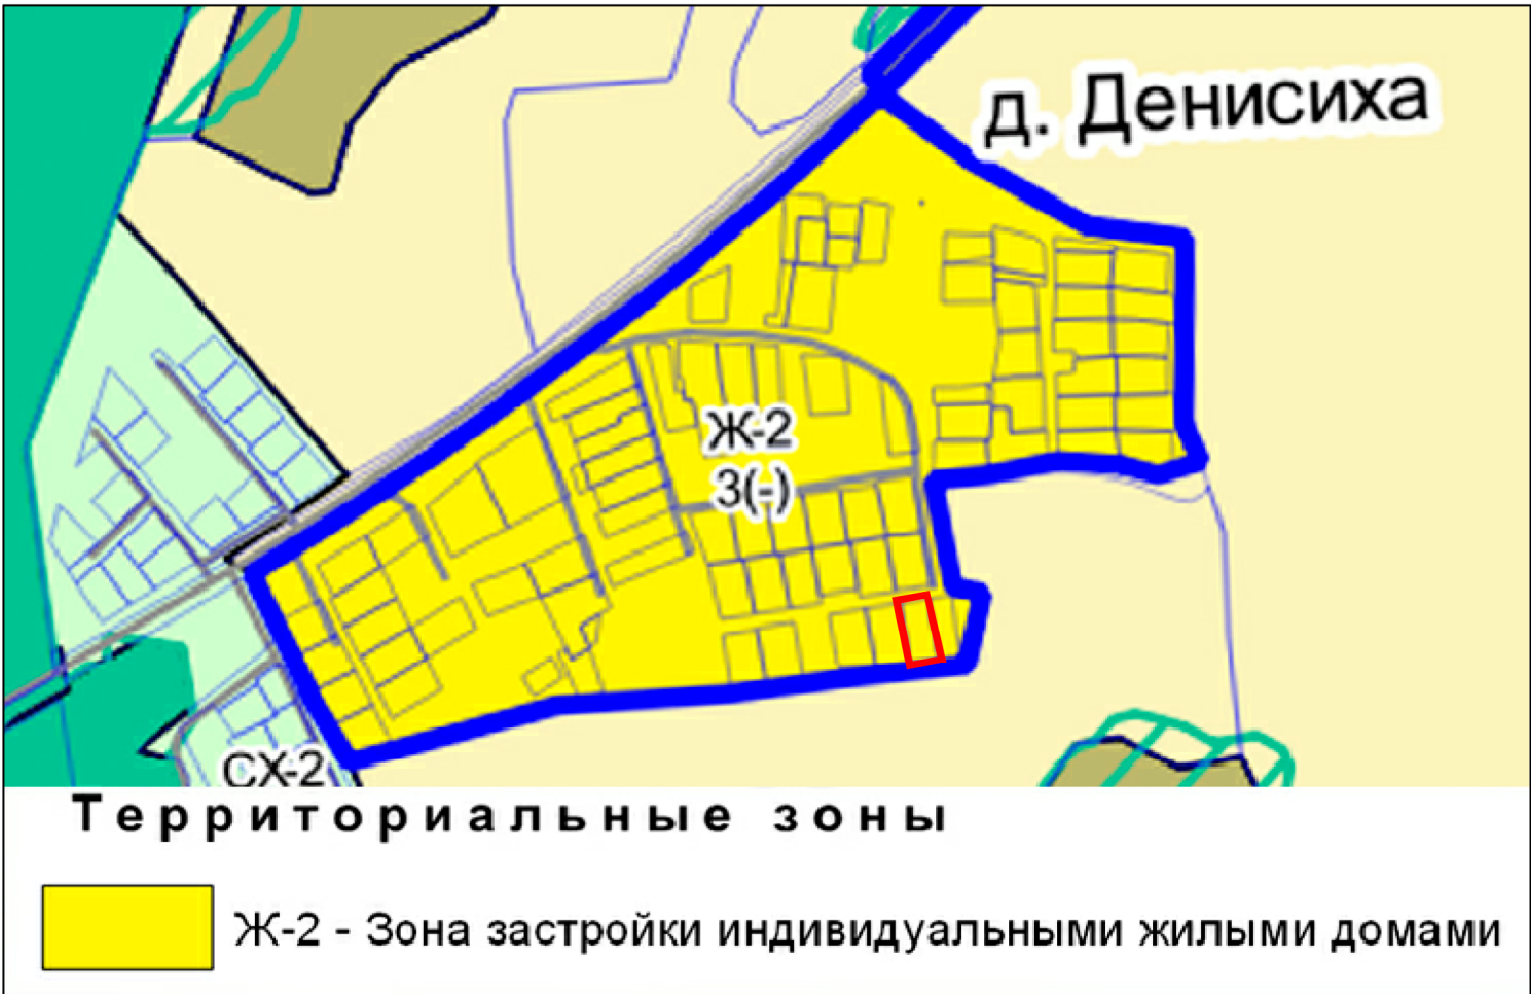 д. Денисиха
Ж-2
3(-)
СХ-2
Территориальные зоны
Ж-2 - Зона застройки индивидуальными жилыми домами